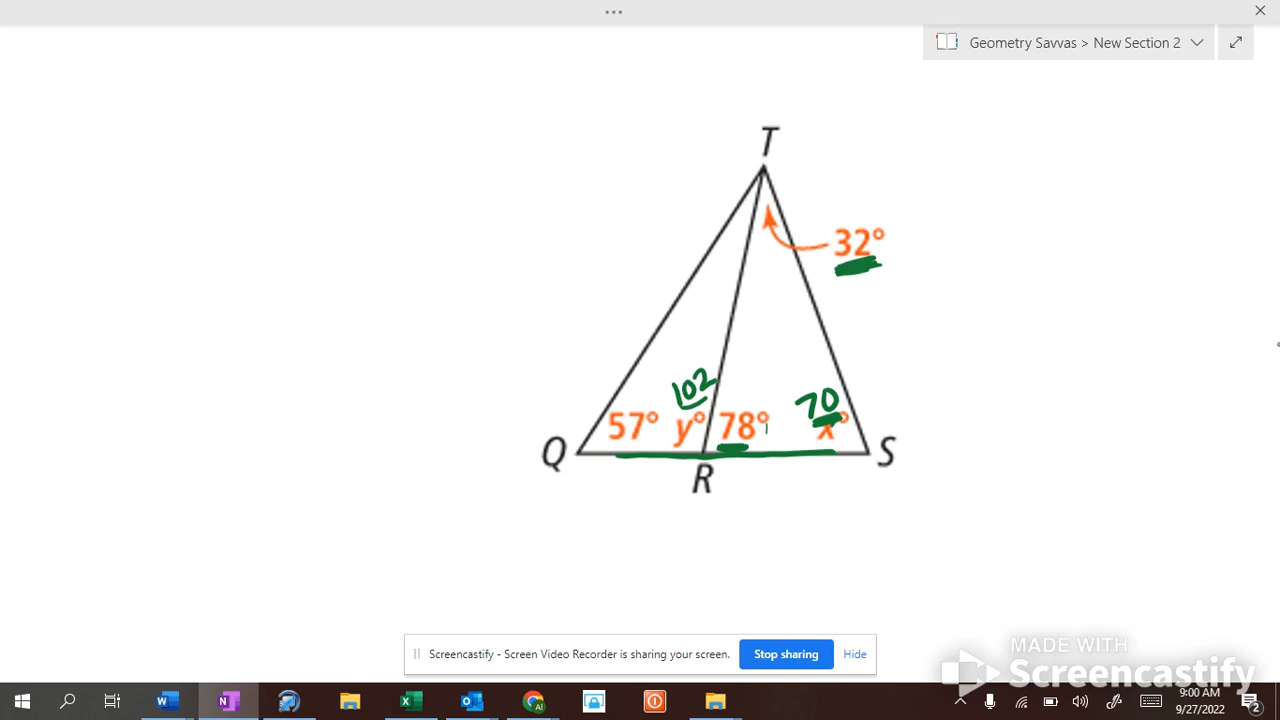 Geometry Savvas > New Section 2
T
32°
102
70
57° y° 78° x°
Q
S
R
Screencastify - Screen Video Recorder is sharing your screen. Stop sharing Hide
MADE WITH
Screencastify
9:00 AM
9/27/2022
2